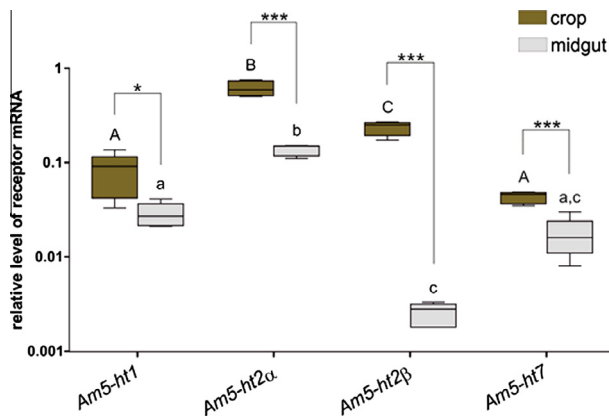 crop
midgut
relative level of receptor mRNA
1
0.1
0.01
0.001
***
B
***
C
*
A
b
***
a
A
a,c
c
Am5-ht1
Am5-ht2α
Am5-ht2β
Am5-ht7